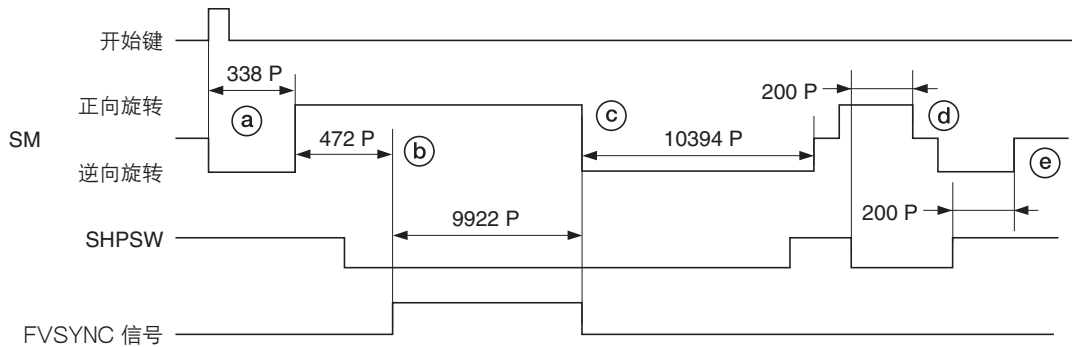 开始键
338 P
正向旋转
200 P
ⓐ
ⓒ
ⓓ
SM
472 P
ⓑ
10394 P
逆向旋转
ⓔ
200 P
9922 P
SHPSW
FVSYNC 信号